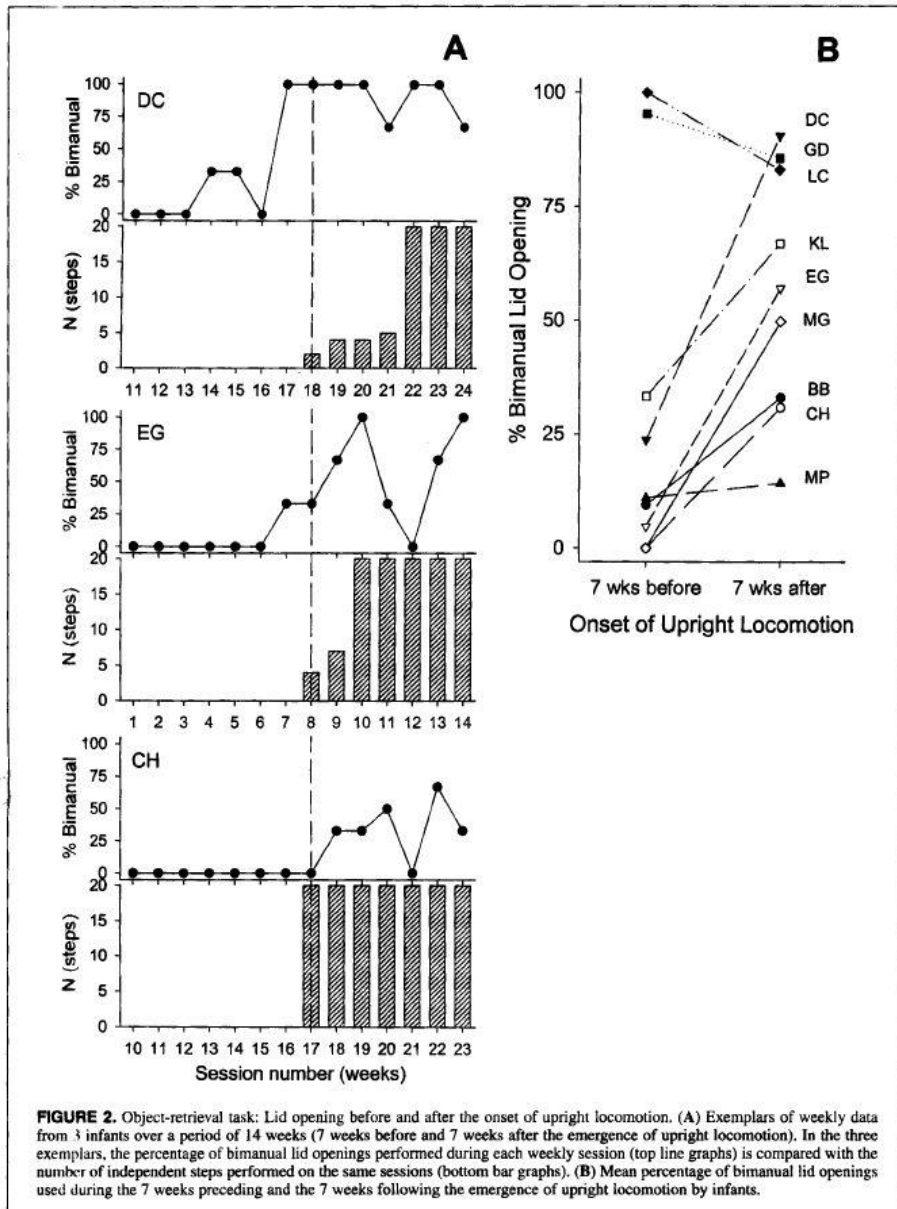 A
DC
% Bimanual
100
75
50
25
0
N (steps)
20
15
10
5
0
11 12 13 14 15 16 17 18 19 20 21 22 23 24
EG
% Bimanual
100
75
50
25
0
N (steps)
20
15
10
5
0
1 2 3 4 5 6 7 8 9 10 11 12 13 14
CH
% Bimanual
100
75
50
25
0
N (steps)
20
15
10
5
0
10 11 12 13 14 15 16 17 18 19 20 21 22 23
Session number (weeks)
B
% Bimanual Lid Opening
100
75
50
25
0
DC
GD
LC
KL
EG
MG
BB
CH
MP
7 wks before 7 wks after
Onset of Upright Locomotion
FIGURE 2. Object-retrieval task: Lid opening before and after the onset of upright locomotion. (A) Exemplars of weekly data
from 3 infants over a period of 14 weeks (7 weeks before and 7 weeks after the emergence of upright locomotion). In the three
exemplars, the percentage of bimanual lid openings performed during each weekly session (top line graphs) is compared with the
number of independent steps performed on the same sessions (bottom bar graphs). (B) Mean percentage of bimanual lid openings
used during the 7 weeks preceding and the 7 weeks following the emergence of upright locomotion by infants.